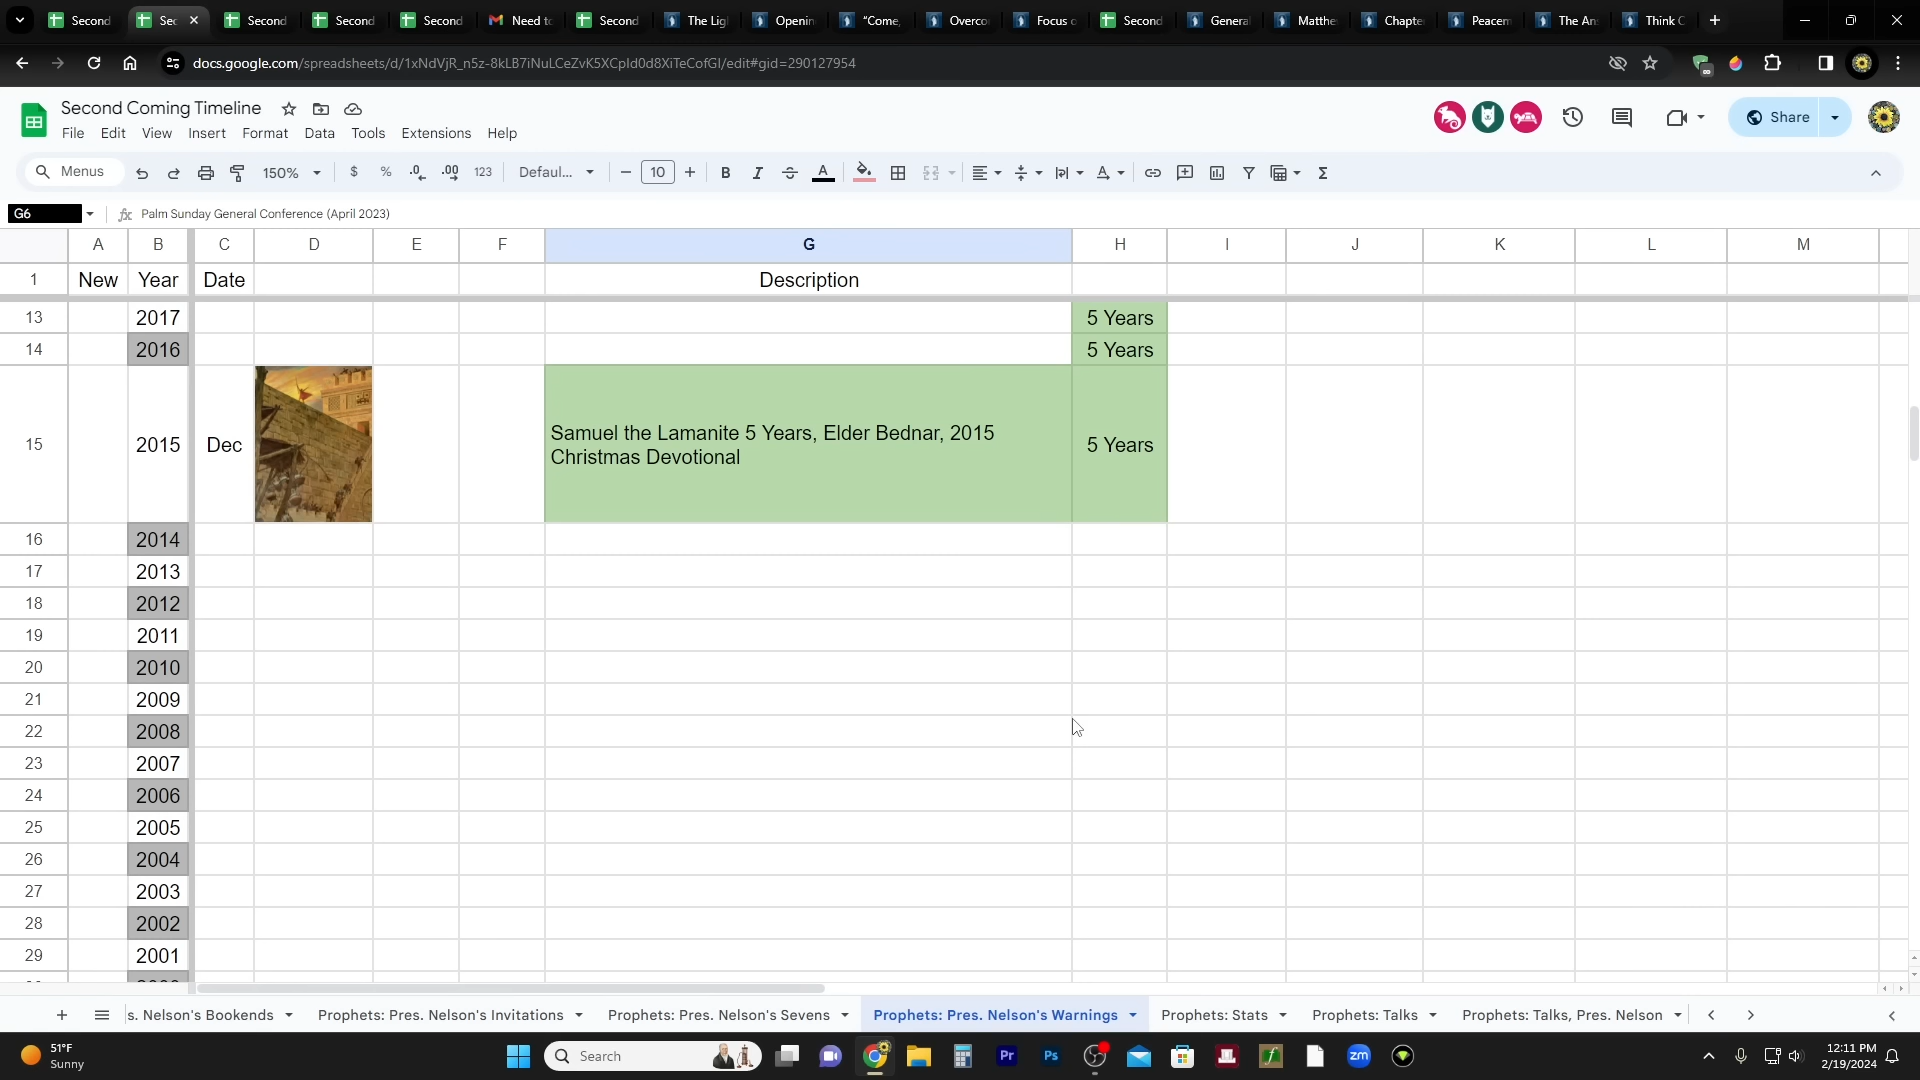 Second
Sec
Second
Second
Second
Need to
Second
The Lig
Openin
"Come,
Overco
Focus o
Second
General
Matthe
Chapte
Peacem
The An
Think C
docs.google.com/spreadsheets/d/1xNdVjR_n5z-8kLB7iNuLCeZvK5XCpId0d8XiTeCofGI/edit#gid=290127954
Second Coming Timeline
File Edit View Insert Format Data Tools Extensions Help
Share
Menus
150%
$ % .0 .00 123
Defaul...
10
B I A
G6
Palm Sunday General Conference (April 2023)
A B C D E F G H I J K L M
1 New Year Date Description
13 2017 5 Years
14 2016 5 Years
15 2015 Dec Samuel the Lamanite 5 Years, Elder Bednar, 2015
Christmas Devotional 5 Years
16 2014
17 2013
18 2012
19 2011
20 2010
21 2009
22 2008
23 2007
24 2006
25 2005
26 2004
27 2003
28 2002
29 2001
s. Nelson's Bookends Prophets: Pres. Nelson's Invitations Prophets: Pres. Nelson's Sevens Prophets: Pres. Nelson's Warnings Prophets: Stats Prophets: Talks Prophets: Talks, Pres. Nelson
51°F
Sunny
Search
Pr
Ps
zm
12:11 PM
2/19/2024